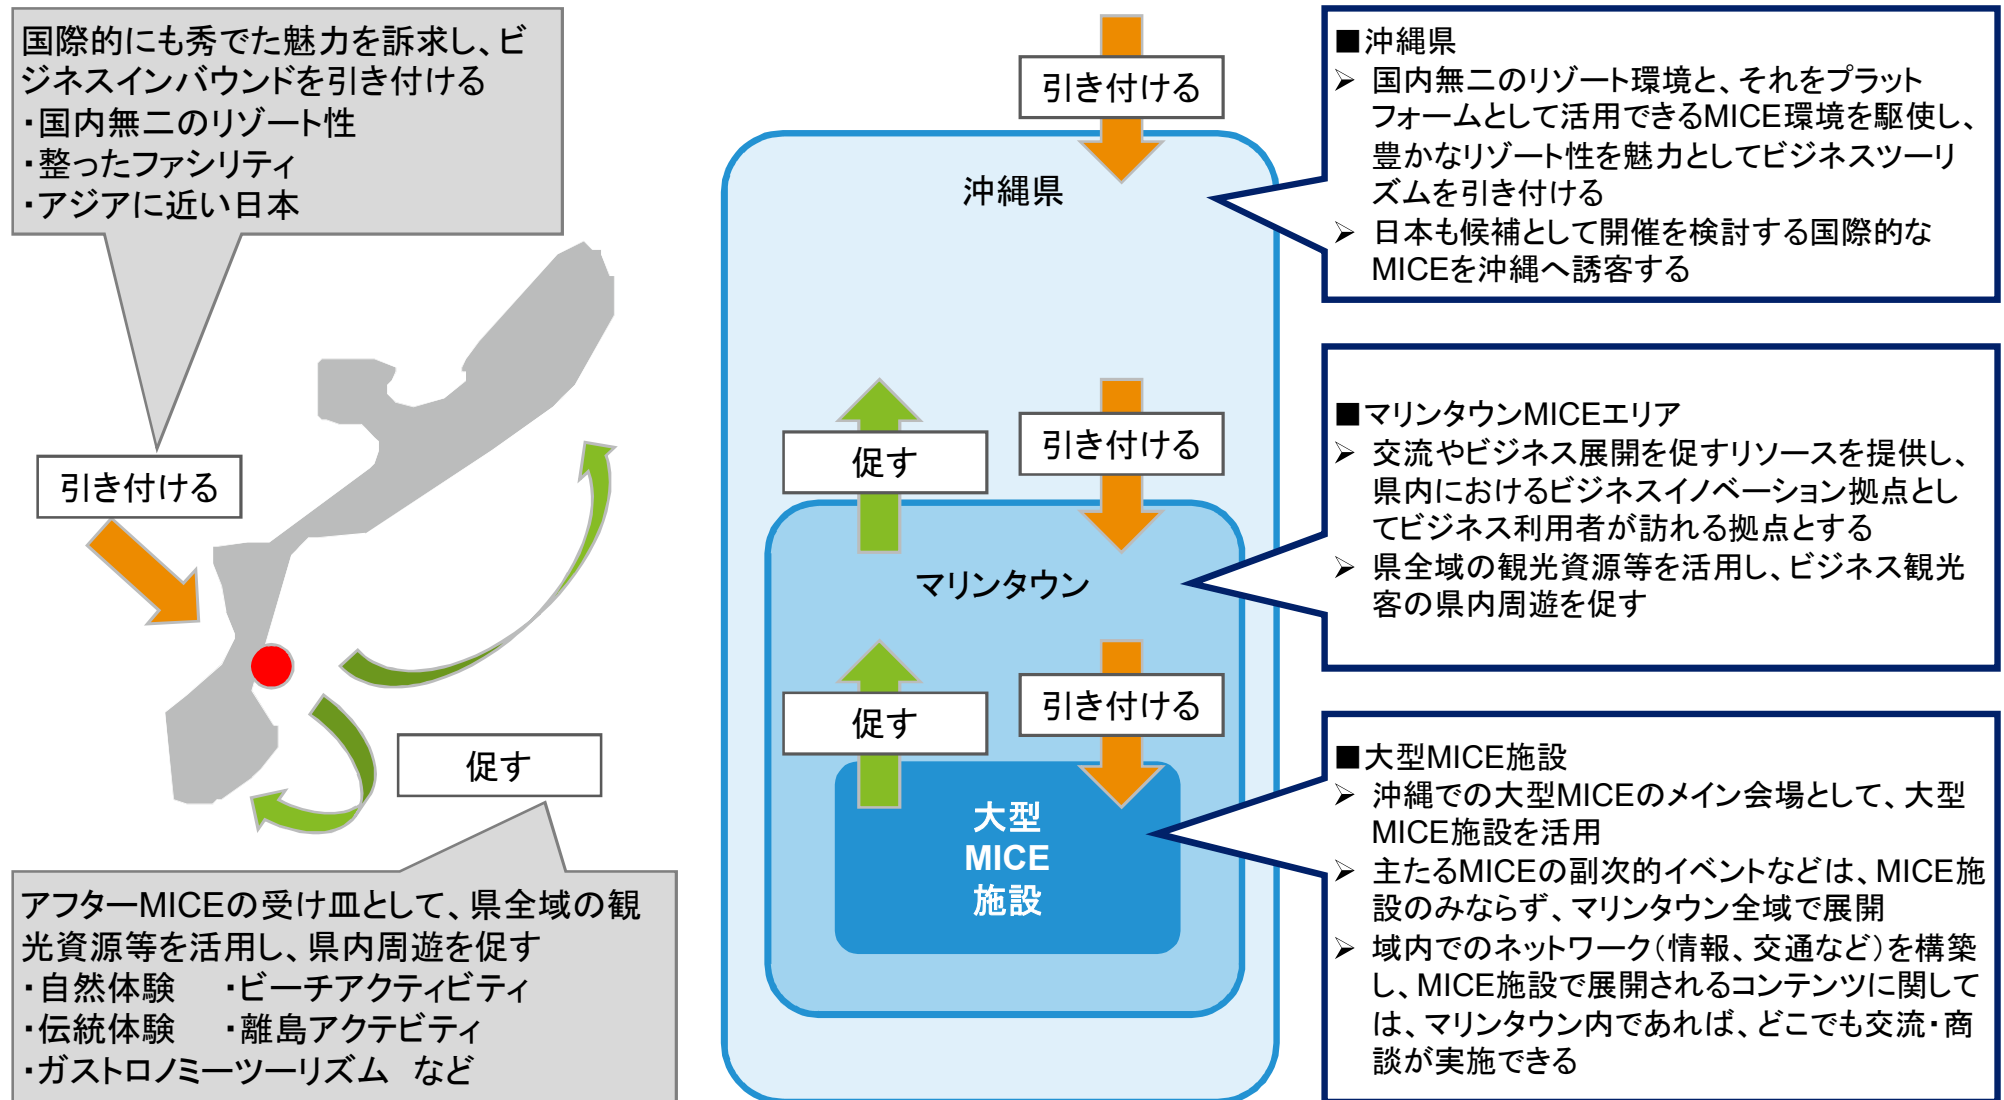 国際的にも秀でた魅力を訴求し、ビ
ジネスインバウンドを引き付ける
・国内無二のリゾート性
・整ったファシリティ
・アジアに近い日本
引き付ける
促す
アフターMICEの受け皿として、県全域の観
光資源等を活用し、県内周遊を促す
・自然体験 ・ビーチアクティビティ
・伝統体験 ・離島アクテビティ
・ガストロノミーツーリズム など
引き付ける
沖縄県
促す
引き付ける
マリンタウン
促す
引き付ける
大型
MICE
施設
■沖縄県
➢ 国内無二のリゾート環境と、それをプラット
フォームとして活用できるMICE環境を駆使し、
豊かなリゾート性を魅力としてビジネスツーリ
ズムを引き付ける
➢ 日本も候補として開催を検討する国際的な
MICEを沖縄へ誘客する
■マリンタウンMICEエリア
➢ 交流やビジネス展開を促すリソースを提供し、
県内におけるビジネスイノベーション拠点とし
てビジネス利用者が訪れる拠点とする
➢ 県全域の観光資源等を活用し、ビジネス観光
客の県内周遊を促す
■大型MICE施設
➢ 沖縄での大型MICEのメイン会場として、大型
MICE施設を活用
➢ 主たるMICEの副次的イベントなどは、MICE施
設のみならず、マリンタウン全域で展開
➢ 域内でのネットワーク（情報、交通など）を構築
し、MICE施設で展開されるコンテンツに関して
は、マリンタウン内であれば、どこでも交流・商
談が実施できる